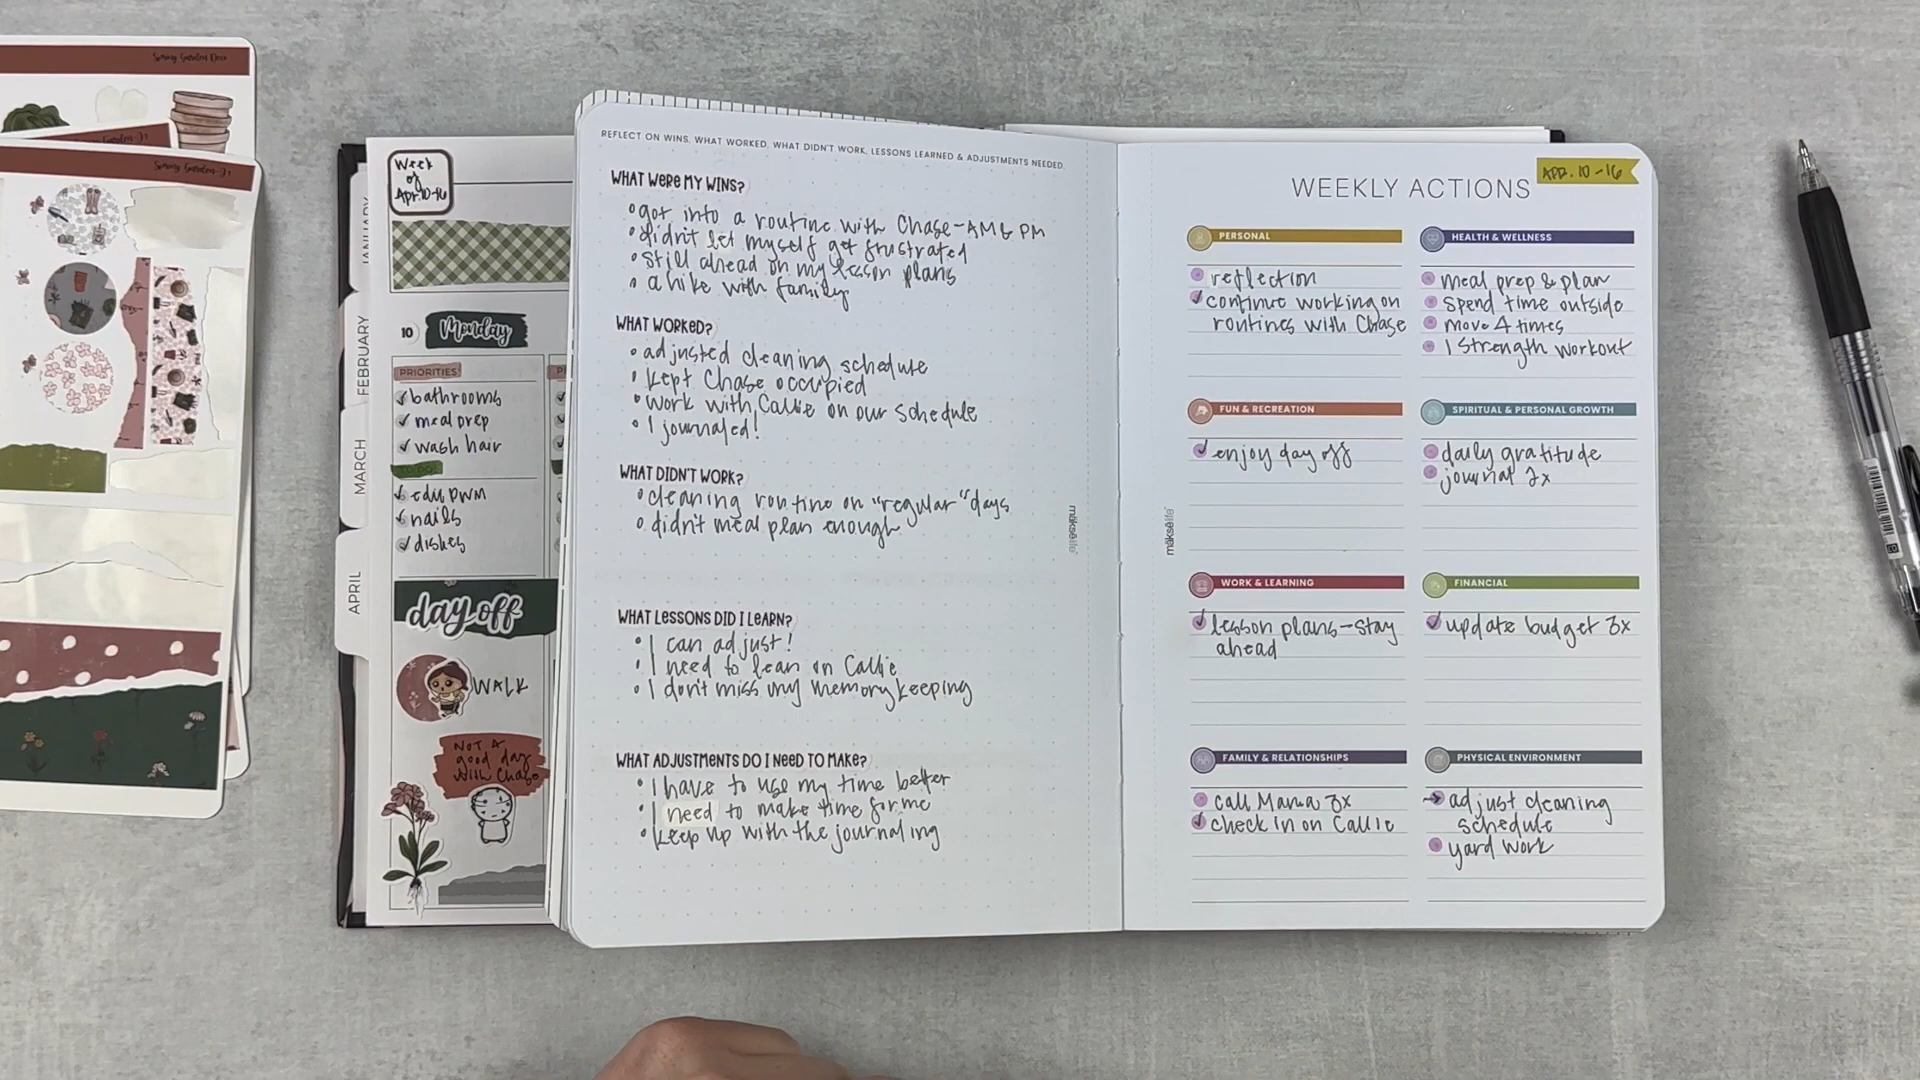 Spring Garden Deco
Spring Garden-
Spring Garden-
JANUARY
FEBRUARY
MARCH
APRIL
Week
of
Apr.10-16
10 Monday
PRIORITIES
bathrooms
meal prep
wash hair
edit PWM
nails
dishes
day off
WALK
NOT A
good day
with Chase
REFLECT ON WINS, WHAT WORKED, WHAT DIDN'T WORK, LESSONS LEARNED & ADJUSTMENTS NEEDED.
WHAT WERE MY WINS?
got into a routine with Chase-AM & PM
didn't let myself get frustrated
still ahead on my lesson plans
a hike with family
WHAT WORKED?
adjusted cleaning schedule
kept Chase occupied
work with Callie on our schedule
I journaled!
WHAT DIDN'T WORK?
cleaning routine on "regular" days
didn't meal plan enough
WHAT LESSONS DID I LEARN?
I can adjust!
I need to lean on Callie
I don't miss my memory keeping
WHAT ADJUSTMENTS DO I NEED TO MAKE?
I have to use my time better
I need to make time for me
keep up with the journaling
mäksēlife
mäksēlife
WEEKLY ACTIONS
APR. 10-16
PERSONAL
reflection
continue working on
routines with Chase
HEALTH & WELLNESS
meal prep & plan
spend time outside
move 4 times
1 strength workout
FUN & RECREATION
enjoy day off
SPIRITUAL & PERSONAL GROWTH
daily gratitude
journal 2x
WORK & LEARNING
lesson plans-stay
ahead
FINANCIAL
update budget 3x
FAMILY & RELATIONSHIPS
call Mama 3x
check in on Callie
PHYSICAL ENVIRONMENT
adjust cleaning
schedule
yard work